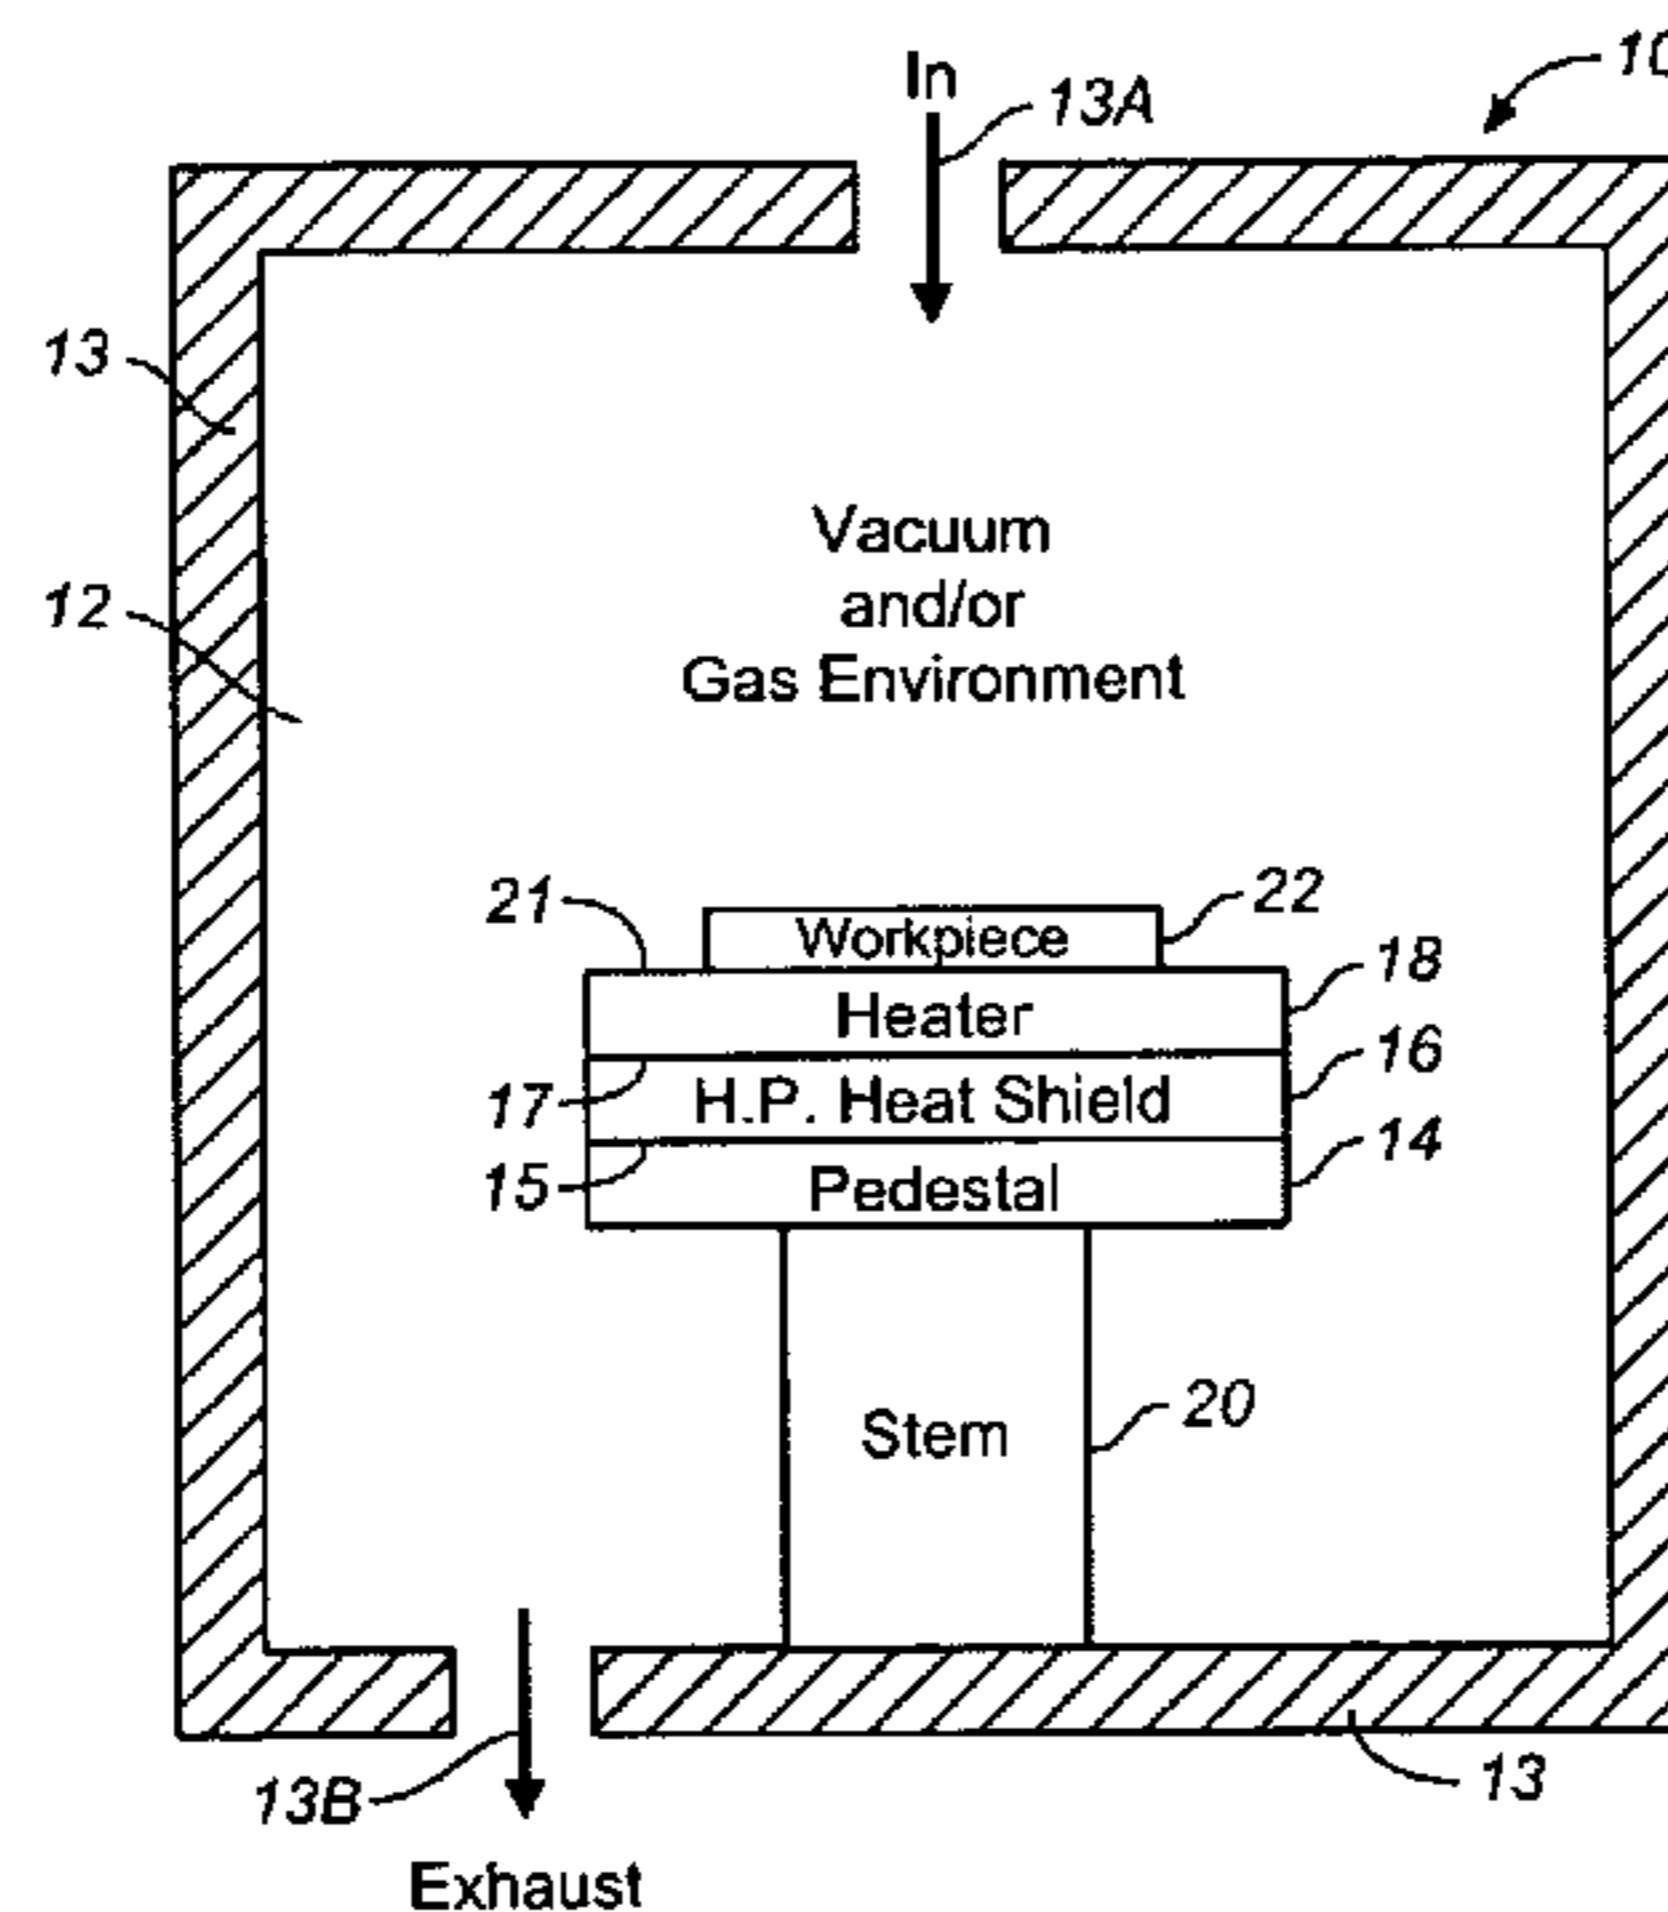 In
13A
10
13
Vacuum
and/or
Gas Environment
12
21
Workpiece
22
Heater
18
17
H.P. Heat Shield
16
15
Pedestal
14
Stem
20
13B
13
Exhaust